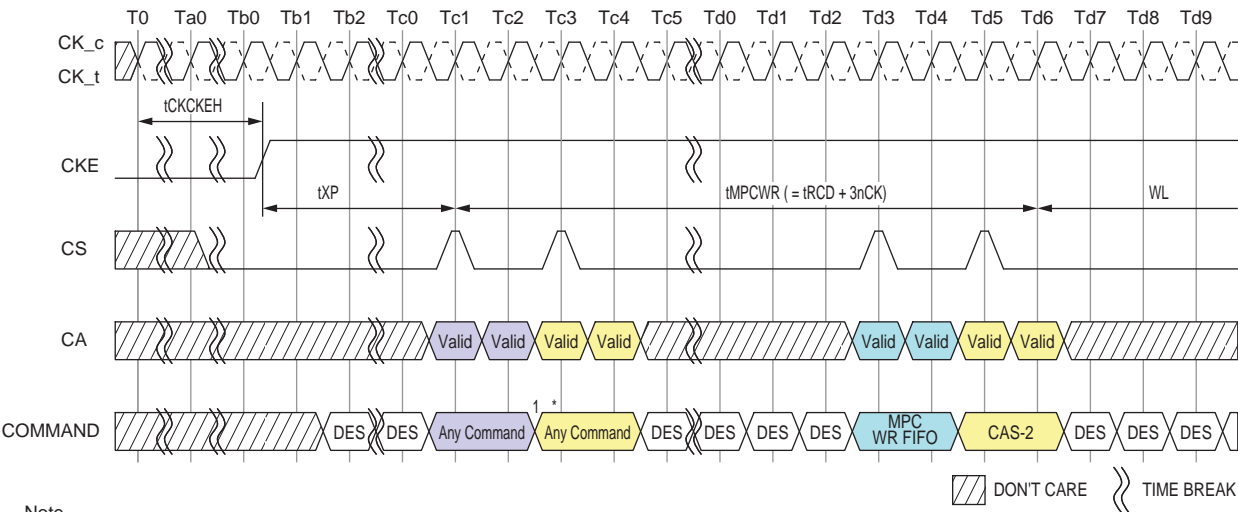 T0 Ta0 Tb0 Tb1 Tb2 Tc0 Tc1 Tc2 Tc3 Tc4 Tc5 Td0 Td1 Td2 Td3 Td4 Td5 Td6 Td7 Td8 Td9
CK_c
CK_t
tCKCKEH
CKE
tXP
tMPCWR ( = tRCD + 3nCK)
WL
CS
CA
Valid Valid Valid Valid Valid Valid Valid Valid
1 *
COMMAND
DES DES Any Command Any Command DES DES DES DES MPC WR FIFO CAS-2 DES DES DES
DON'T CARE
TIME BREAK
Note